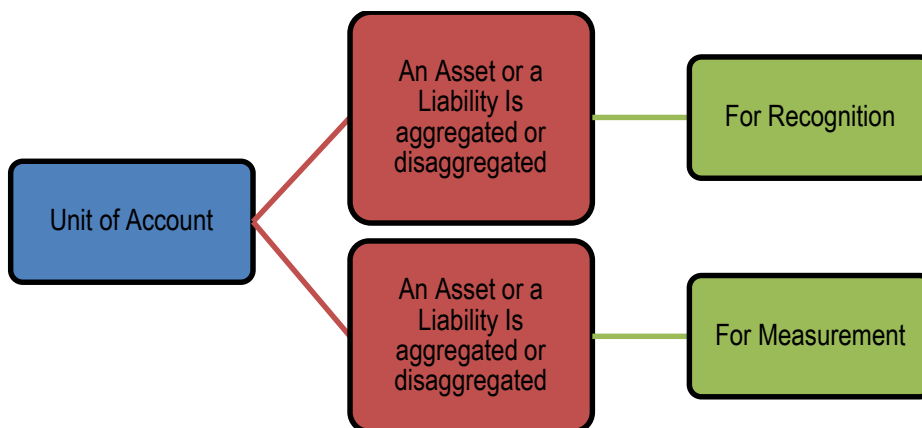 Unit of Account
An Asset or a
Liability Is
aggregated or
disaggregated
For Recognition
An Asset or a
Liability Is
aggregated or
disaggregated
For Measurement